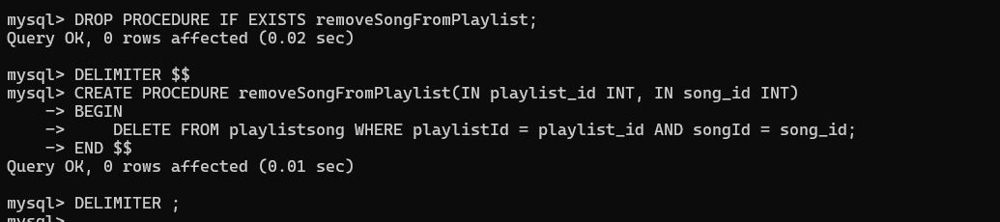 mysql> DROP PROCEDURE IF EXISTS removeSongFromPlaylist;
Query OK, 0 rows affected (0.02 sec)
mysql> DELIMITER $$
mysql> CREATE PROCEDURE removeSongFromPlaylist(IN playlist_id INT, IN song_id INT)
    -> BEGIN
    ->     DELETE FROM playlistsong WHERE playlistId = playlist_id AND songId = song_id;
    -> END $$
Query OK, 0 rows affected (0.01 sec)
mysql> DELIMITER ;
mysql>